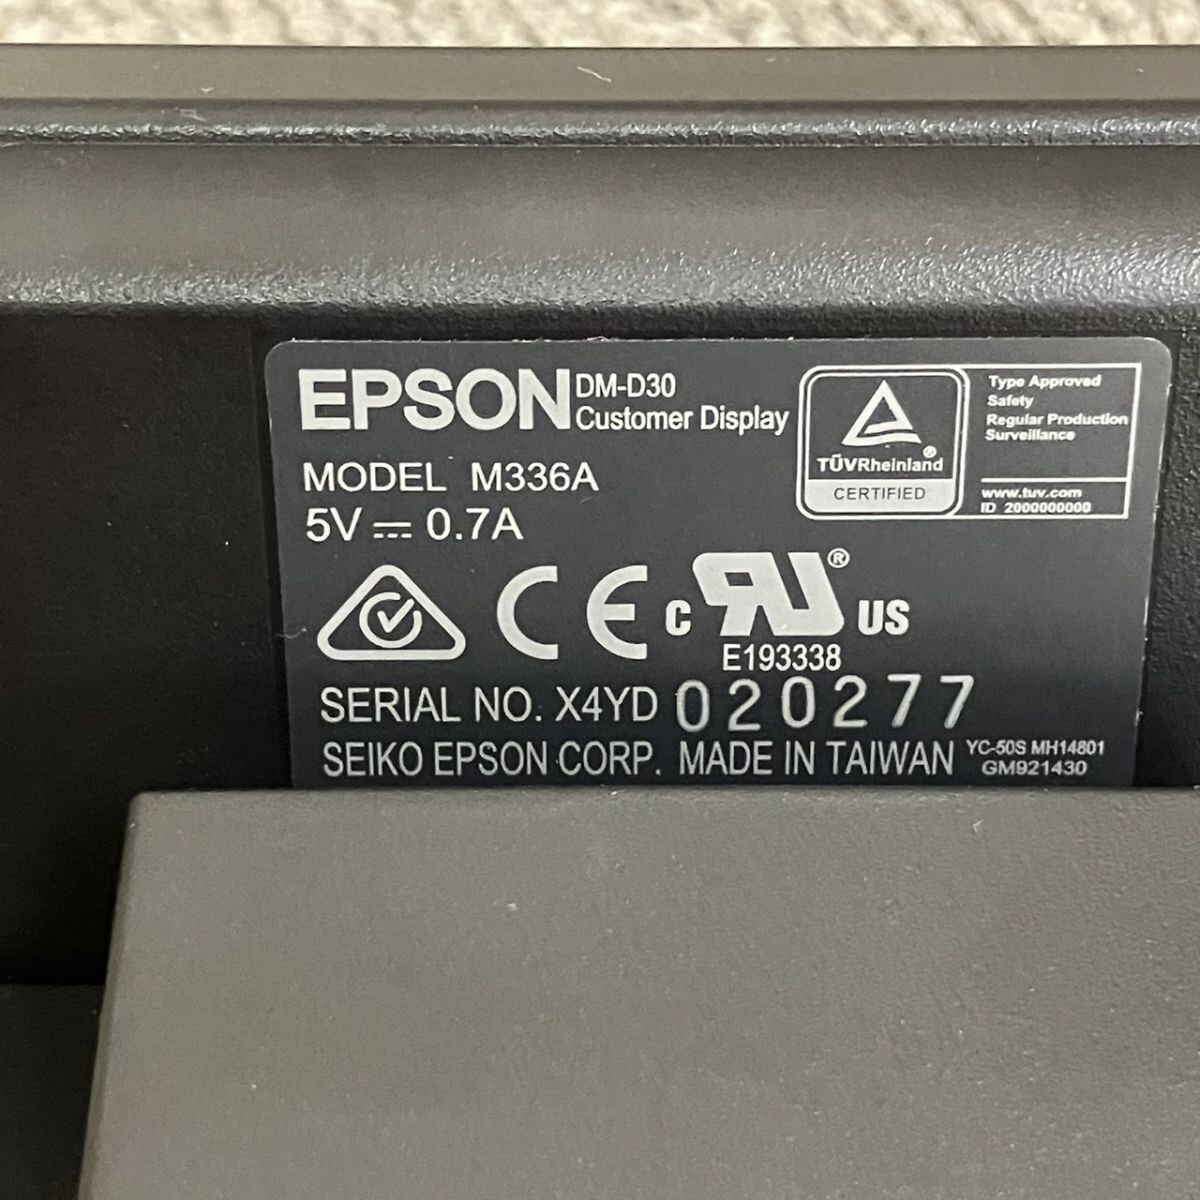 EPSON DM-D30
Customer Display
MODEL M336A
5V ⎓ 0.7A
TÜVRheinland®
CERTIFIED
Type Approved
Safety
Regular Production
Surveillance
www.tuv.com
ID 2000000000
CE
c RU® US
E193338
SERIAL NO. X4YD 020277
SEIKO EPSON CORP. MADE IN TAIWAN
YC-50S MH14801
GM921430